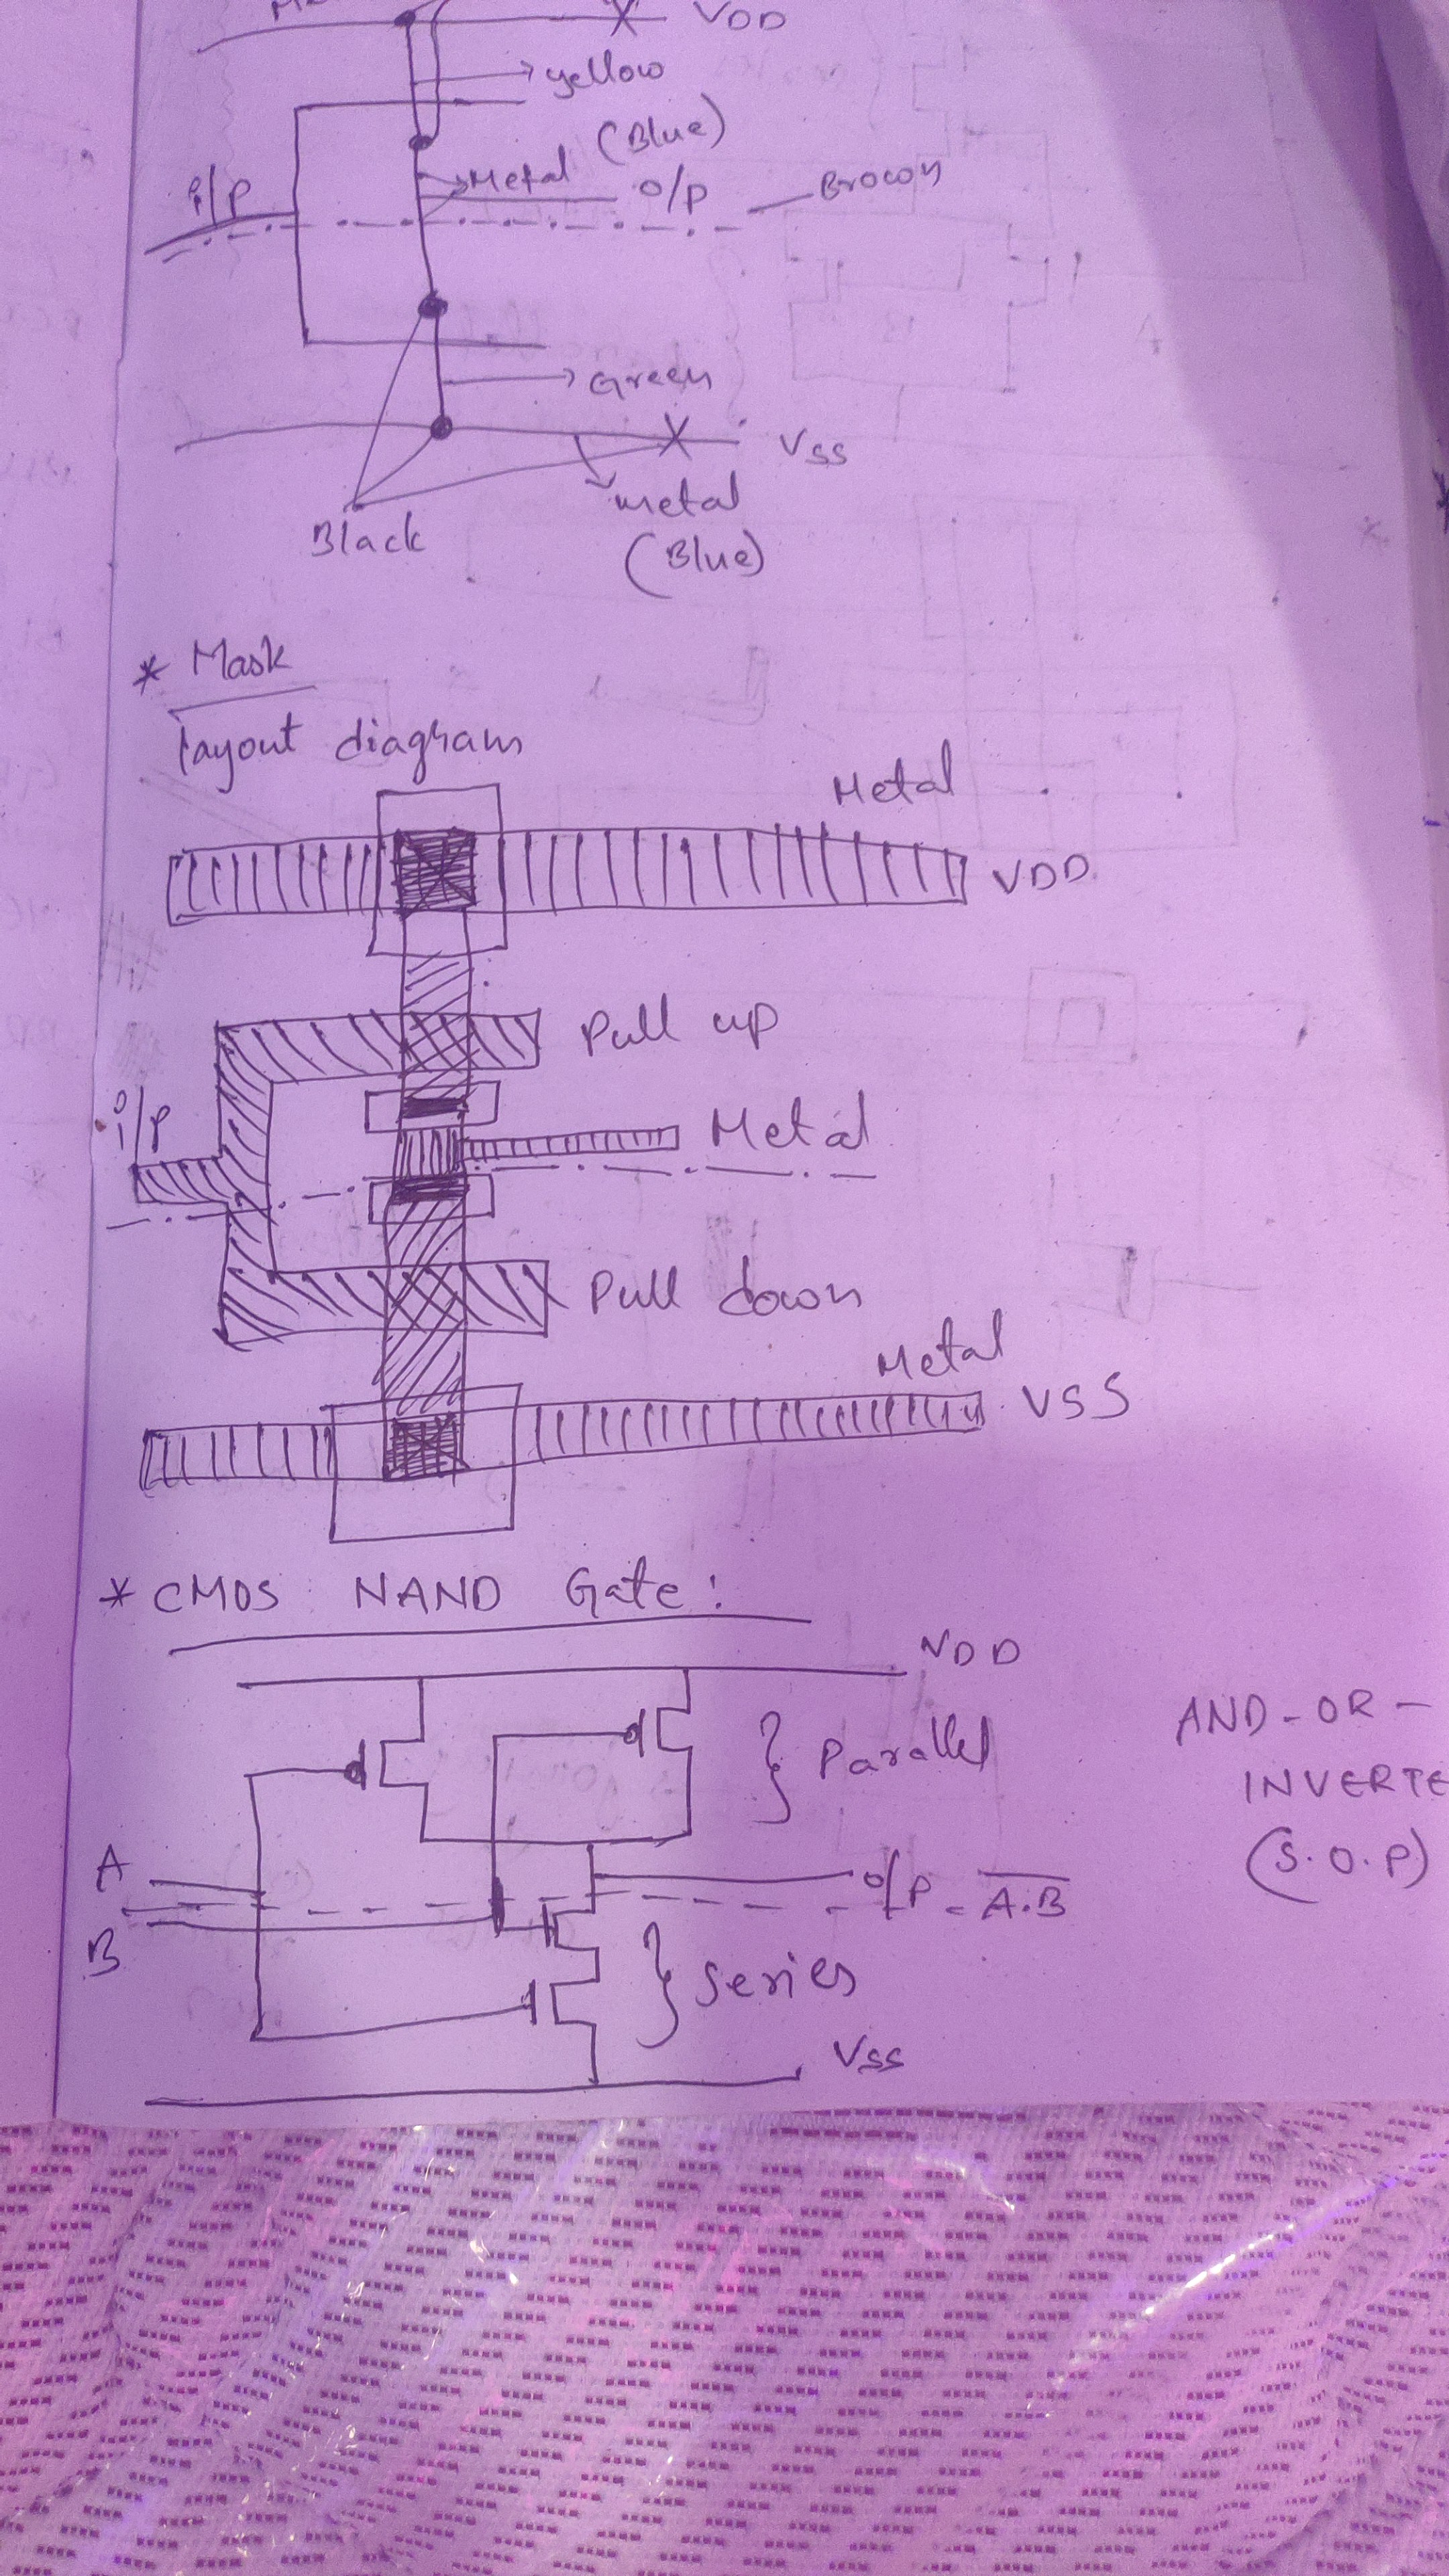 VDD
yellow
(Blue)
Metal
O/P
Brown
i/p
Green
VSS
metal
(Blue)
Black
* Mask
layout diagram
Metal
VDD
Pull up
i/p
Metal
Pull down
Metal
VSS
* CMOS NAND Gate:
VDD
AND-OR-
Parallel
INVERTE
(S.O.P)
A
o/p = A.B
B
Series
VSS